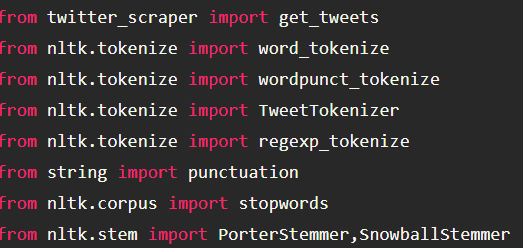 from twitter_scraper import get_tweets
from nltk.tokenize import word_tokenize
from nltk.tokenize import wordpunct_tokenize
from nltk.tokenize import TweetTokenizer
from nltk.tokenize import regexp_tokenize
from string import punctuation
from nltk.corpus import stopwords
from nltk.stem import PorterStemmer,SnowballStemmer